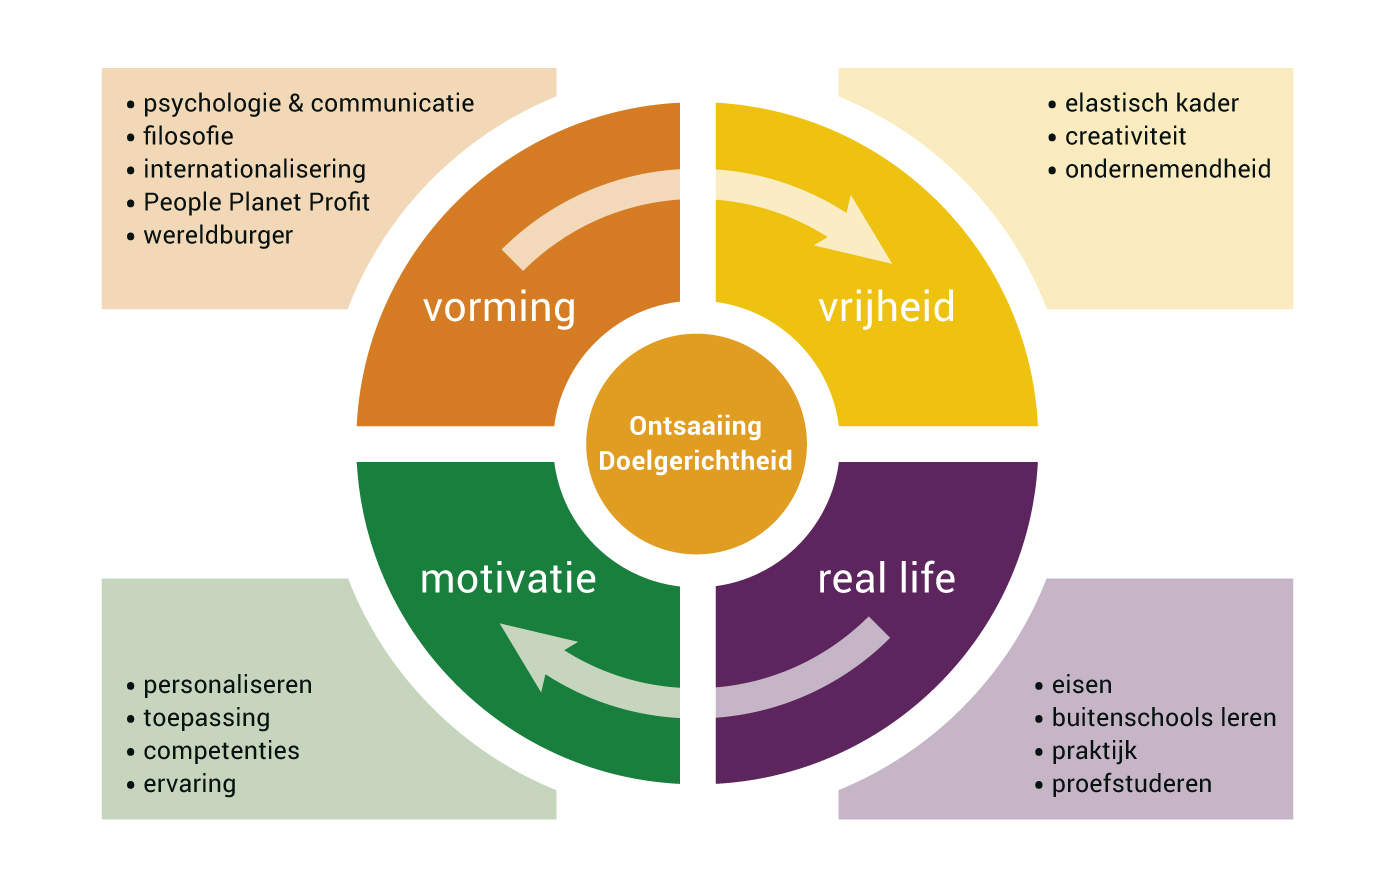 • psychologie & communicatie
• filosofie
• internationalisering
• People Planet Profit
• wereldburger
• elastisch kader
• creativiteit
• ondernemendheid
vorming
vrijheid
Ontsaaiing
Doelgerichtheid
motivatie
real life
• personaliseren
• toepassing
• competenties
• ervaring
• eisen
• buitenschools leren
• praktijk
• proefstuderen